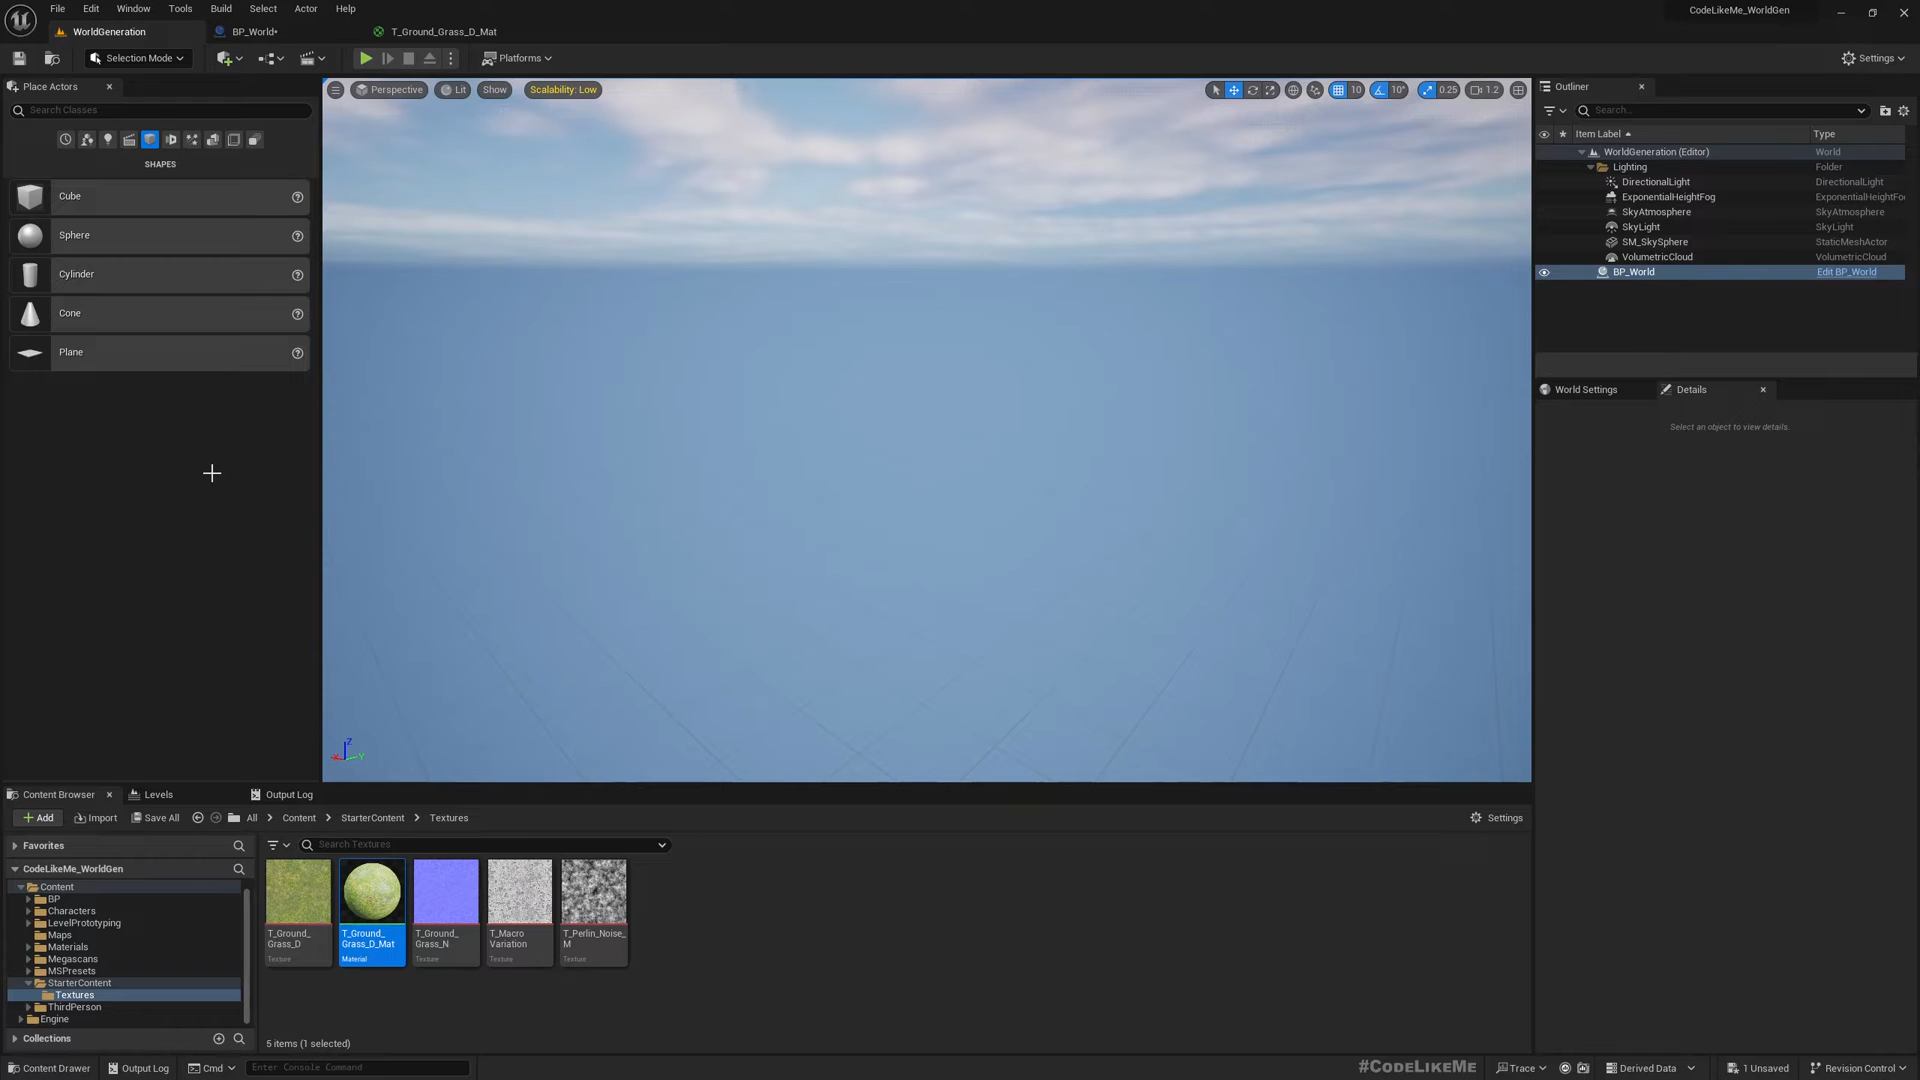 File Edit Window Tools Build Select Actor Help
CodeLikeMe_WorldGen
WorldGeneration
BP_World•
T_Ground_Grass_D_Mat
Selection Mode
Platforms
Settings
Place Actors
Search Classes
SHAPES
Cube
Sphere
Cylinder
Cone
Plane
Perspective
Lit
Show
Scalability: Low
10
10°
0.25
1.2
Z
X
Y
Outliner
Search...
Item Label
Type
WorldGeneration (Editor) World
Lighting Folder
DirectionalLight DirectionalLight
ExponentialHeightFog ExponentialHeightFo
SkyAtmosphere SkyAtmosphere
SkyLight SkyLight
SM_SkySphere StaticMeshActor
VolumetricCloud VolumetricCloud
BP_World Edit BP_World
World Settings
Details
Select an object to view details.
Content Browser
Levels
Output Log
Add
Import
Save All
All > Content > StarterContent > Textures
Settings
Favorites
CodeLikeMe_WorldGen
Content
BP
Characters
LevelPrototyping
Maps
Materials
Megascans
MSPresets
StarterContent
Textures
ThirdPerson
Engine
Collections
Search Textures
T_Ground_
Grass_D
Texture
T_Ground_
Grass_D_Mat
Material
T_Ground_
Grass_N
Texture
T_Macro
Variation
Texture
T_Perlin_Noise_
M
Texture
5 items (1 selected)
#CODELIKEME
Content Drawer
Output Log
Cmd
Enter Console Command
Trace
Derived Data
1 Unsaved
Revision Control